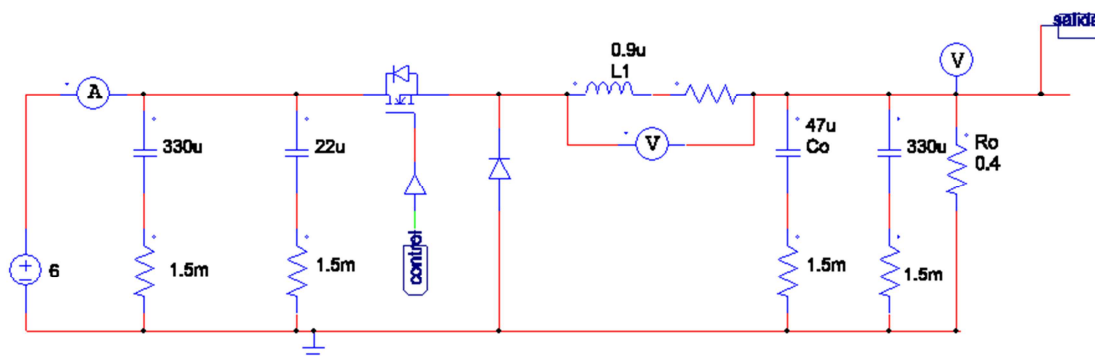 salida
0.9u
L1
V
A
V
330u
22u
47u
Co
330u
Ro
0.4
control
6
1.5m
1.5m
1.5m
1.5m